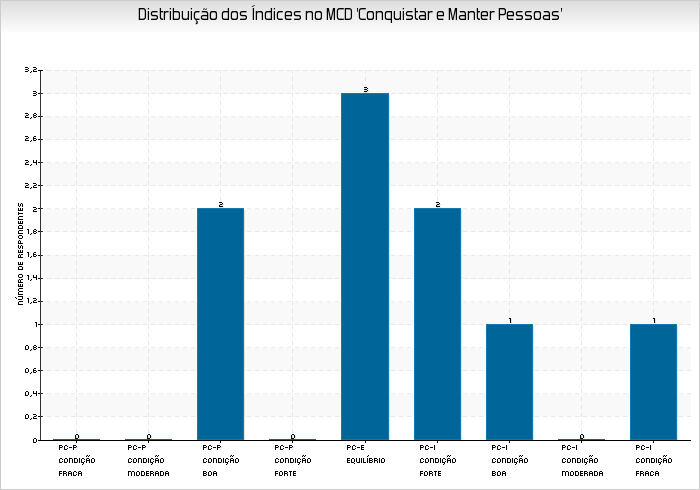 Distribuição dos Índices no MCD 'Conquistar e Manter Pessoas'
NÚMERO DE RESPONDENTES
3,2
3
2,8
2,6
2,4
2,2
2
1,8
1,6
1,4
1,2
1
0,8
0,6
0,4
0,2
0
0 0 2 0 3 2 1 0 1
PC-P PC-P PC-P PC-P PC-E PC-I PC-I PC-I PC-I
CONDIÇÃO CONDIÇÃO CONDIÇÃO CONDIÇÃO EQUILÍBRIO CONDIÇÃO CONDIÇÃO CONDIÇÃO CONDIÇÃO
FRACA MODERADA BOA FORTE FORTE BOA MODERADA FRACA